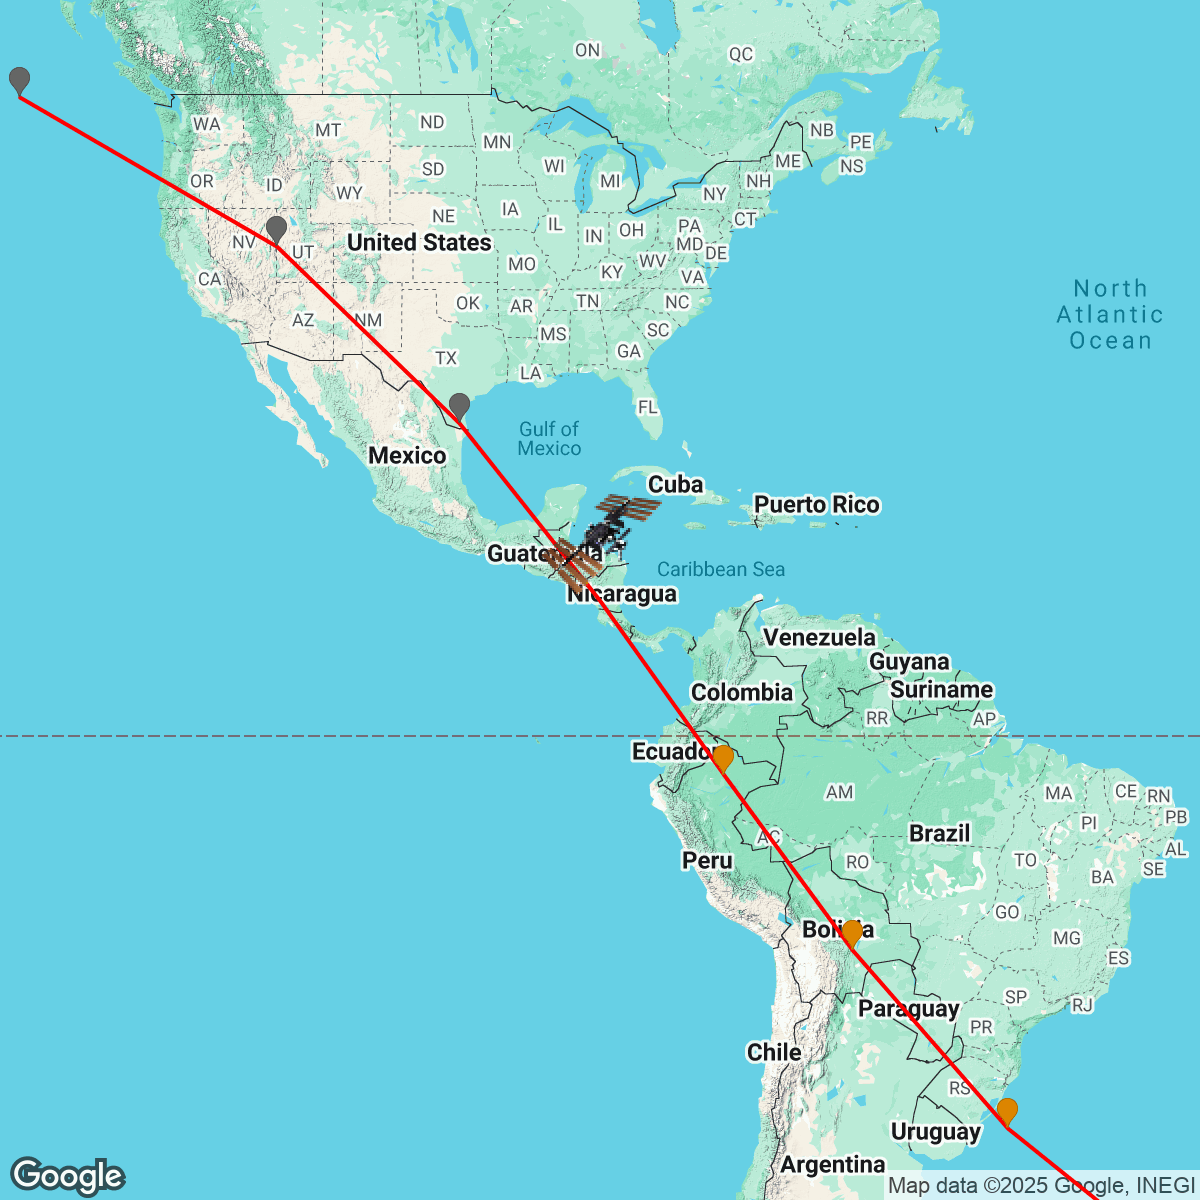 ON
QC
WA
MT
ND
MN
NB
PE
ME
NS
OR
ID
WY
SD
WI
MI
NH
NY
NE
IA
IL
CT
NV
UT
United States
IN
OH
PA
MD
DE
WV
MO
KY
VA
CA
OK
AR
TN
NC
AZ
NM
MS
SC
TX
GA
LA
FL
North
Atlantic
Ocean
Gulf of
Mexico
Mexico
Cuba
Puerto Rico
Caribbean Sea
Nicaragua
Venezuela
Guyana
Suriname
Colombia
RR
AP
Ecuador
AM
MA
CE
RN
PB
PI
AL
Brazil
AC
Peru
RO
TO
SE
BA
GO
Bolivia
MG
ES
SP
RJ
Paraguay
PR
Chile
RS
Uruguay
Argentina
Google
Map data ©2025 Google, INEGI